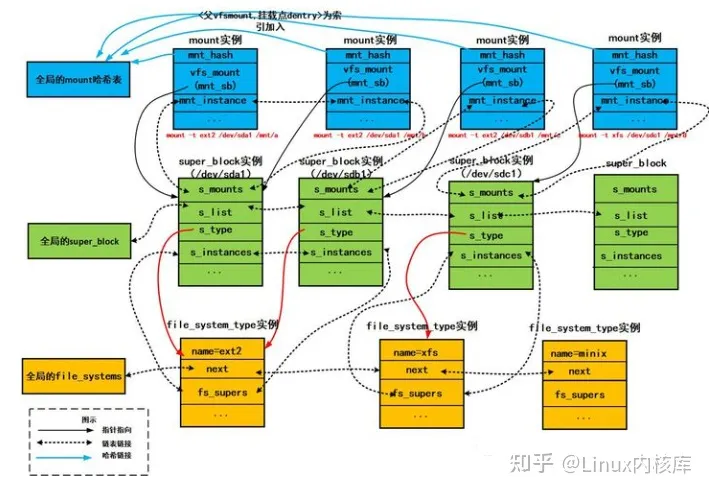 <父vfsmount,挂载点dentry>为索
引加入
mount实例
mount实例
mount实例
mount实例
全局的mount哈希表
mnt_hash
vfs_mount
(mnt_sb)
mnt_instance
mnt_hash
vfs_mount
(mnt_sb)
mnt_instance
mnt_hash
vfs_mount
(mnt_sb)
mnt_instance
mnt_hash
vfs_mount
(mnt_sb)
mnt_instance
mount -t ext2 /dev/sda1 /mnt/a
mount -t ext2 /dev/sda1 /mnt/b
mount -t ext2 /dev/sdb1 /mnt/c
mount -t xfs /dev/sdc1 /mnt/d
super_block实例
(/dev/sda1)
super_block实例
(/dev/sdb1)
super_block实例
(/dev/sdc1)
super_block
全局的super_block
s_mounts
s_list
s_type
s_instances
...
s_mounts
s_list
s_type
s_instances
...
s_mounts
s_list
s_type
s_instances
...
s_mounts
s_list
s_type
s_instances
...
file_system_type实例
file_system_type实例
file_system_type实例
全局的file_systems
name=ext2
next
fs_supers
...
name=xfs
next
fs_supers
...
name=minix
next
fs_supers
...
图示
指针指向
链表链接
哈希链接
知乎 @Linux内核库